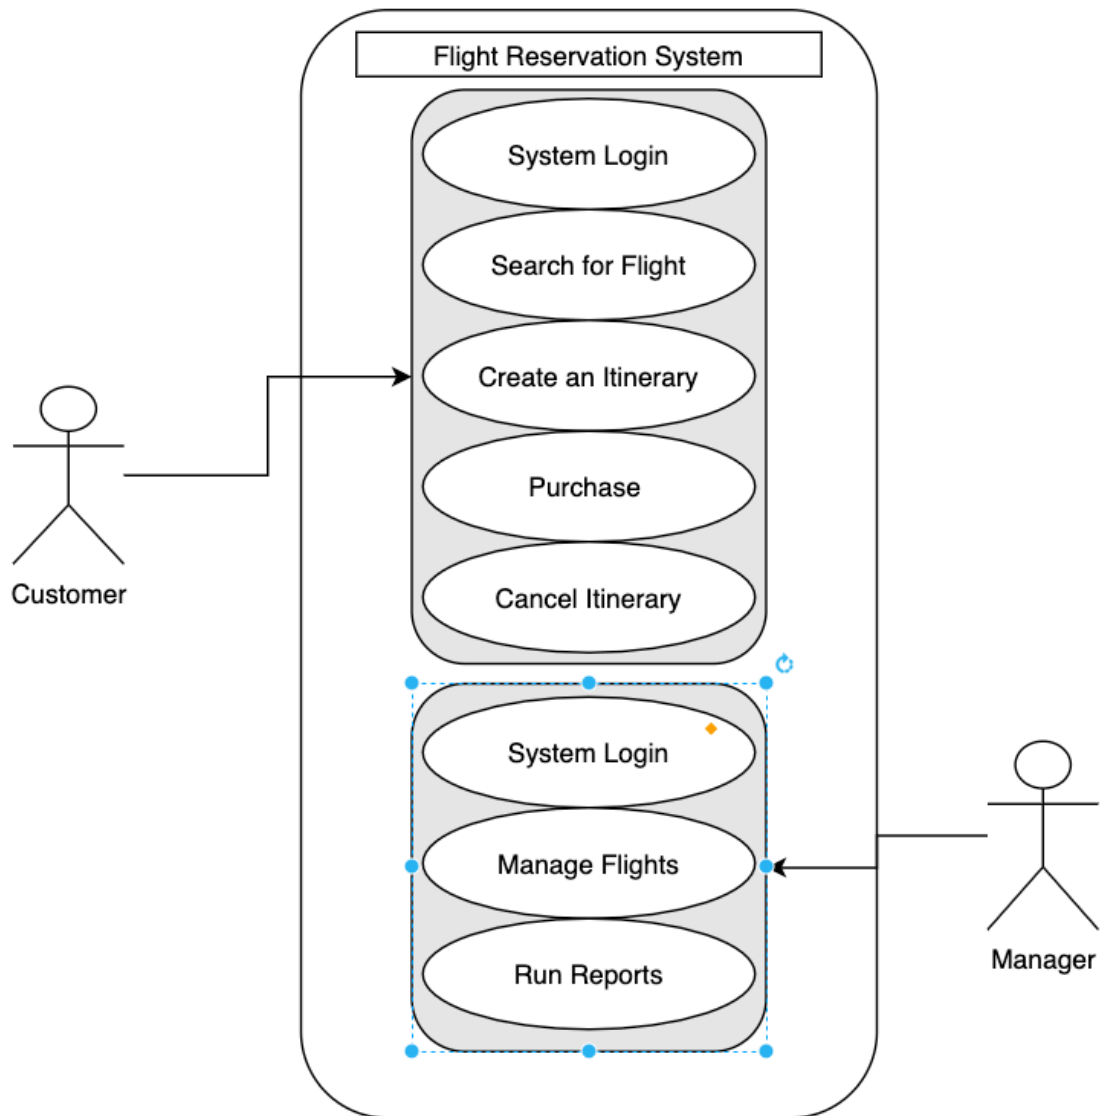 Flight Reservation System
System Login
Search for Flight
Create an Itinerary
Purchase
Cancel Itinerary
Customer
System Login
Manage Flights
Run Reports
Manager